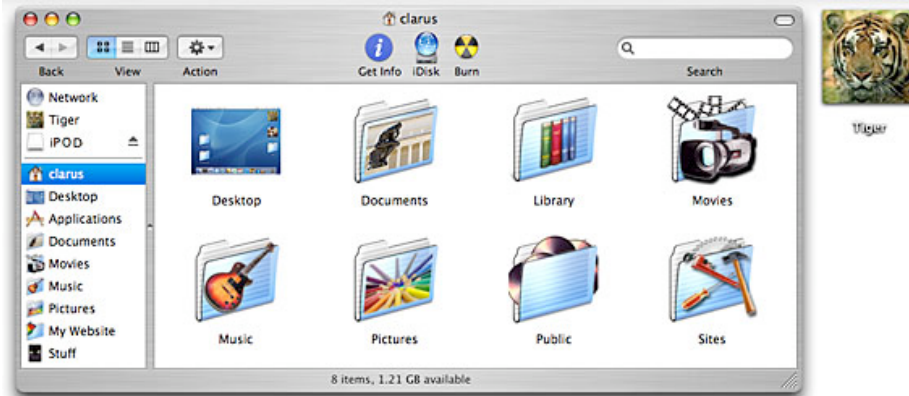 clarus
Back View Action Get Info iDisk Burn Search
Network
Tiger
iPOD
clarus
Desktop
Applications
Documents
Movies
Music
Pictures
My Website
Stuff
Desktop Documents Library Movies
Music Pictures Public Sites
8 items, 1.21 GB available
Tiger